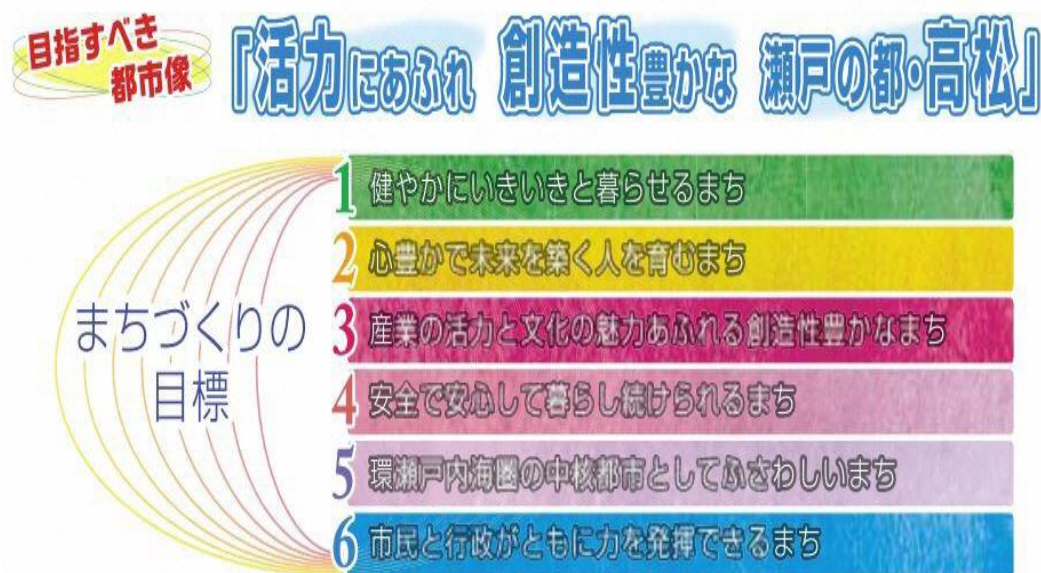 目指すべき
都市像
「活力にあふれ 創造性豊かな 瀬戸の都・高松」
まちづくりの
目標
1 健やかにいきいきと暮らせるまち
2 心豊かで未来を築く人を育むまち
3 産業の活力と文化の魅力あふれる創造性豊かなまち
4 安全で安心して暮らし続けられるまち
5 環瀬戸内海圏の中核都市としてふさわしいまち
6 市民と行政がともに力を発揮できるまち